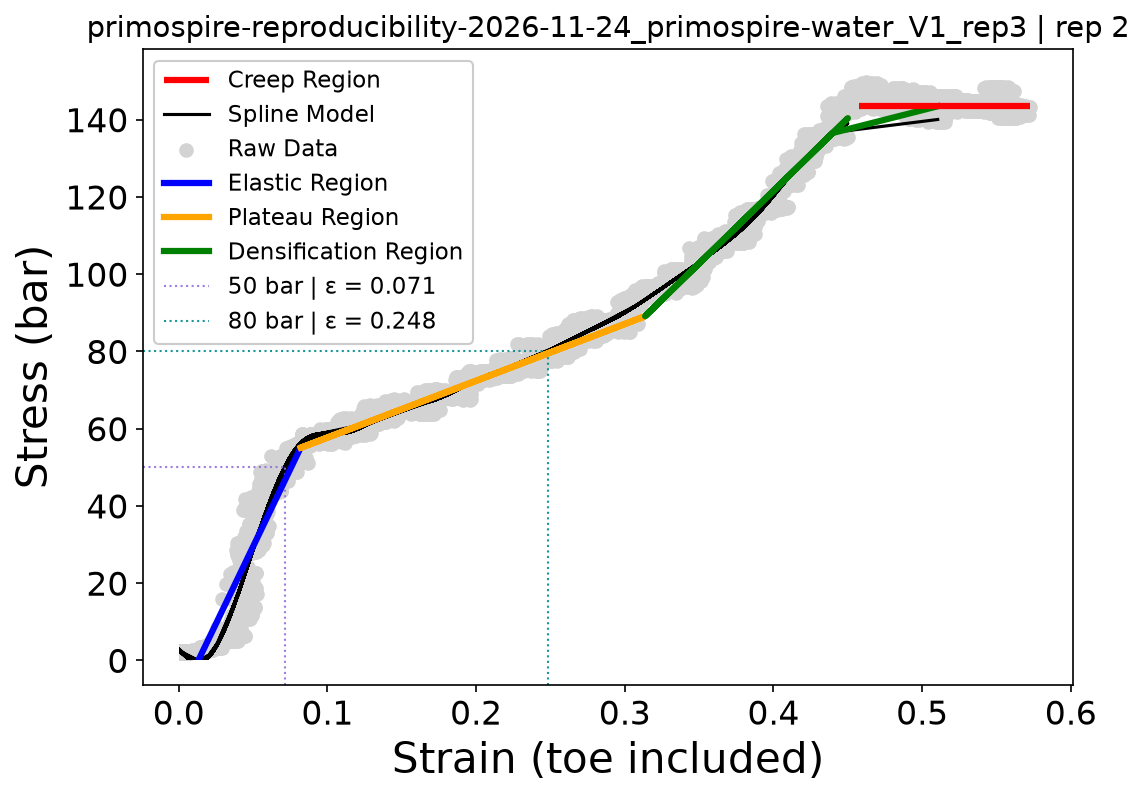 primospire-reproducibility-2026-11-24_primospire-water_V1_rep3 | rep 2
Creep Region
Spline Model
Raw Data
Elastic Region
Plateau Region
Densification Region
50 bar | ε = 0.071
80 bar | ε = 0.248
Stress (bar)
140
120
100
80
60
40
20
0
0.0 0.1 0.2 0.3 0.4 0.5 0.6
Strain (toe included)